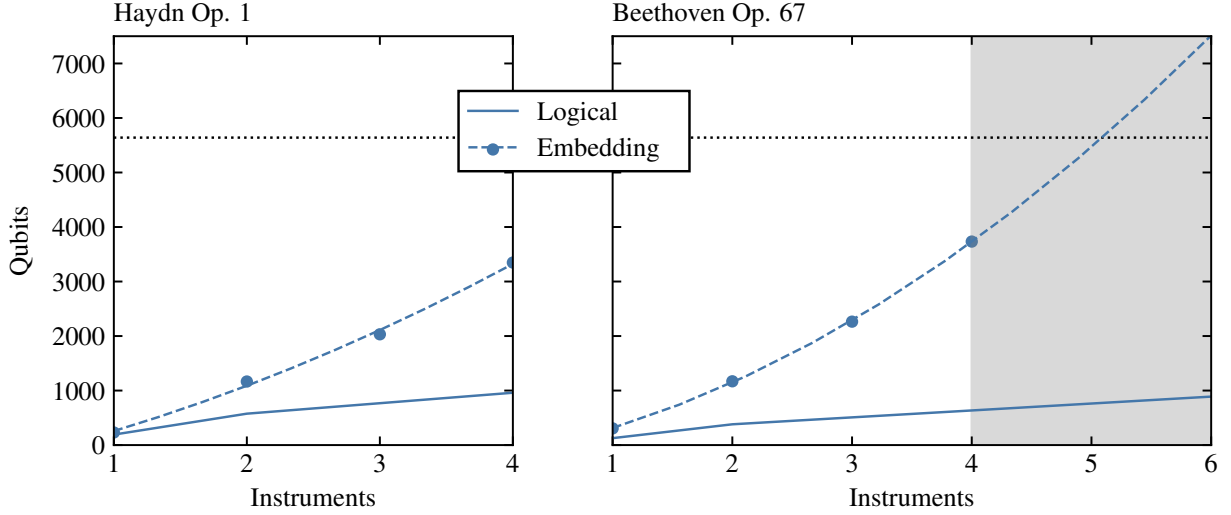 Haydn Op. 1
Beethoven Op. 67
Qubits
7000
6000
5000
4000
3000
2000
1000
0
1 2 3 4
Instruments
Logical
Embedding
1 2 3 4 5 6
Instruments